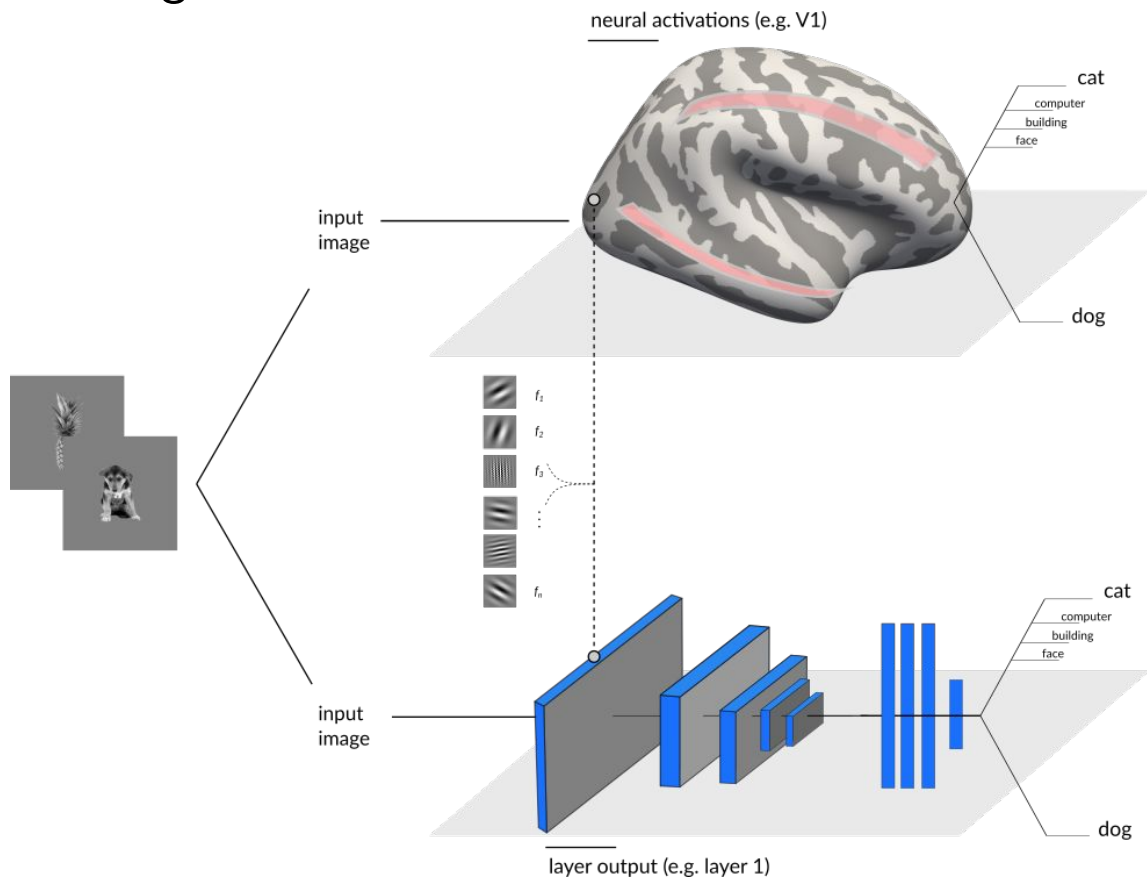 neural activations (e.g. V1)
cat
computer
building
face
input
image
dog
f1
f2
f3
⋮
fn
cat
computer
building
face
input
image
dog
layer output (e.g. layer 1)